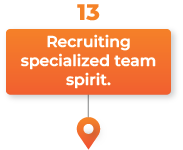 13
Recruiting
specialized team
spirit.